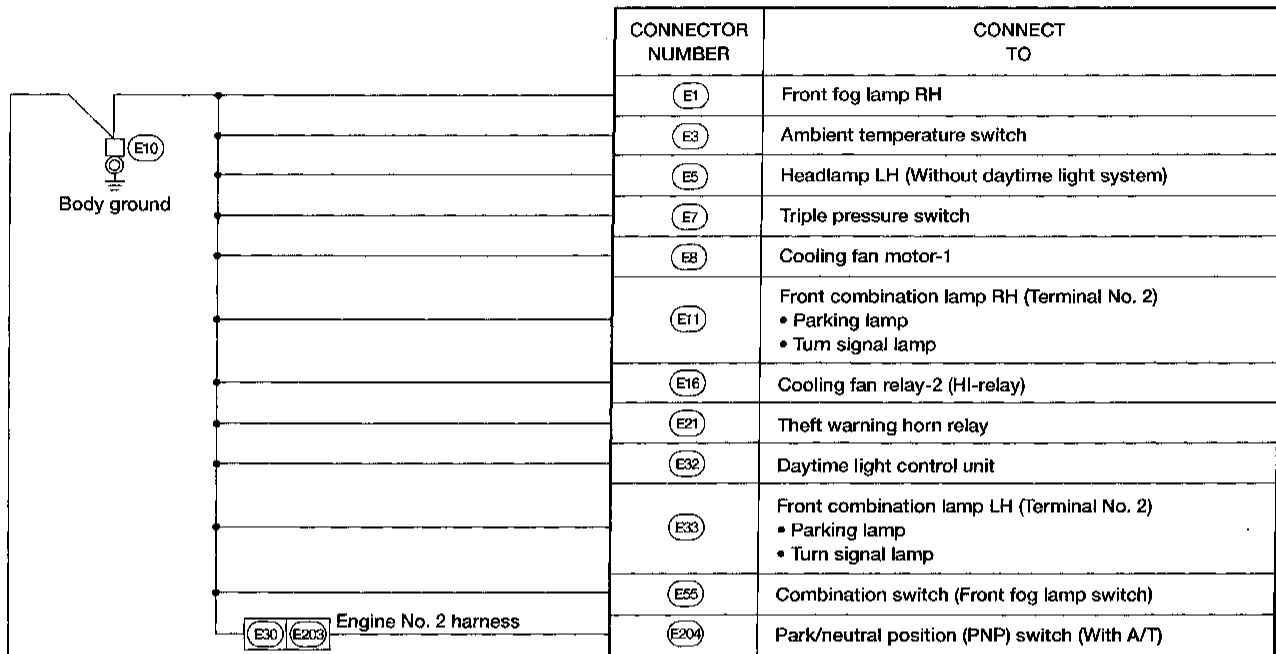 CONNECTOR
NUMBER
CONNECT
TO
E1
Front fog lamp RH
E10
Body ground
E3
Ambient temperature switch
E5
Headlamp LH (Without daytime light system)
E7
Triple pressure switch
E8
Cooling fan motor-1
E11
Front combination lamp RH (Terminal No. 2)
• Parking lamp
• Turn signal lamp
E16
Cooling fan relay-2 (HI-relay)
E21
Theft warning horn relay
E32
Daytime light control unit
E33
Front combination lamp LH (Terminal No. 2)
• Parking lamp
• Turn signal lamp
E55
Combination switch (Front fog lamp switch)
E30 E203 Engine No. 2 harness
E204
Park/neutral position (PNP) switch (With A/T)